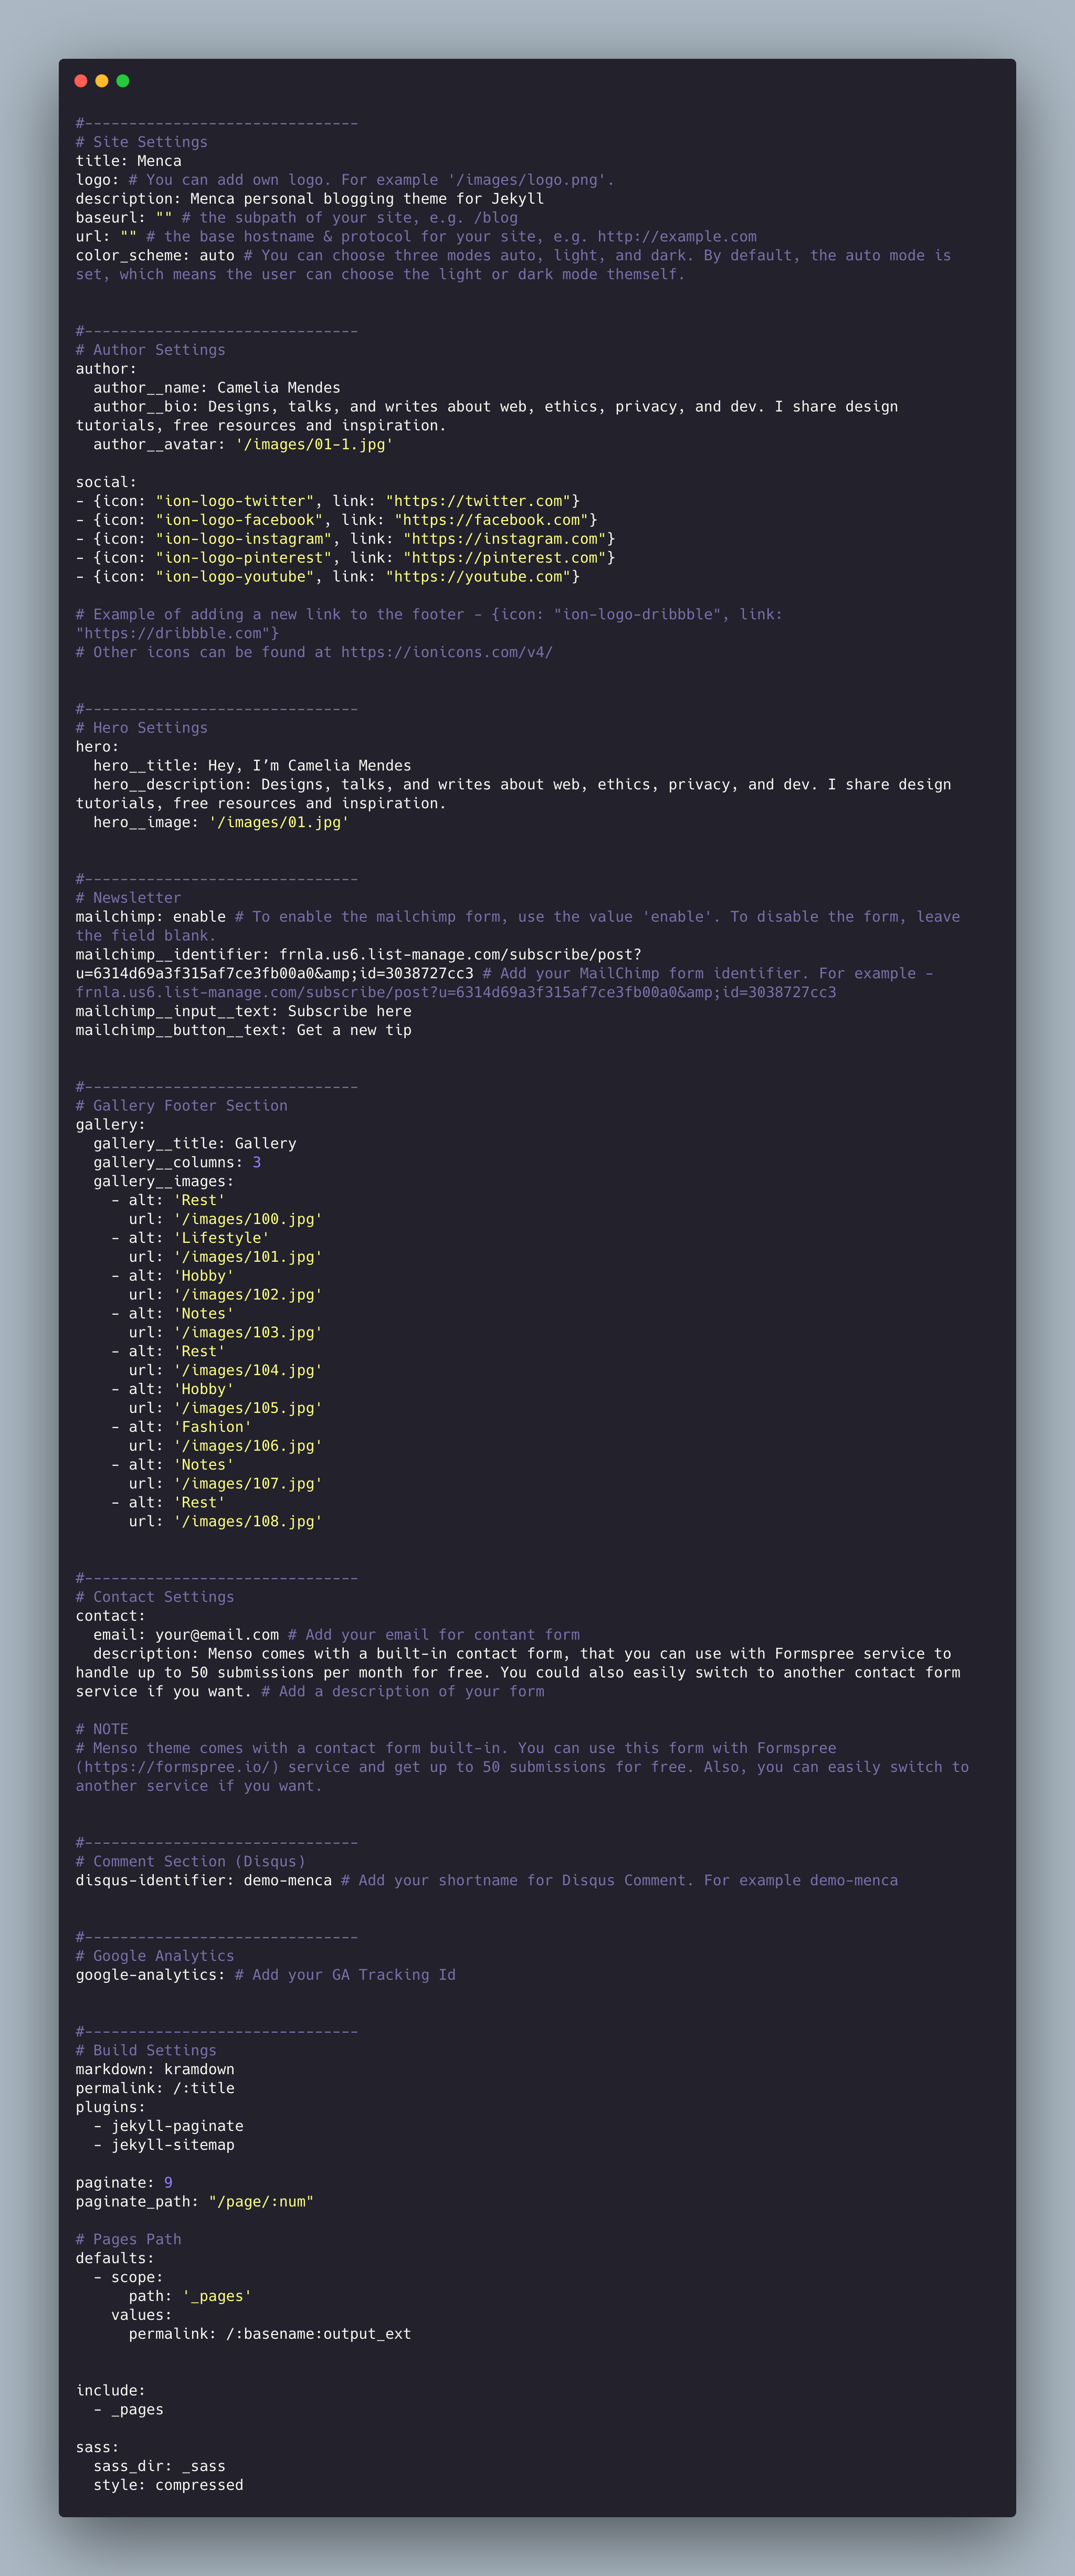 #-------------------------------
# Site Settings
title: Menca
logo: # You can add own logo. For example '/images/logo.png'.
description: Menca personal blogging theme for Jekyll
baseurl: "" # the subpath of your site, e.g. /blog
url: "" # the base hostname & protocol for your site, e.g. http://example.com
color_scheme: auto # You can choose three modes auto, light, and dark. By default, the auto mode is
set, which means the user can choose the light or dark mode themself.
#-------------------------------
# Author Settings
author:
  author__name: Camelia Mendes
  author__bio: Designs, talks, and writes about web, ethics, privacy, and dev. I share design
tutorials, free resources and inspiration.
  author__avatar: '/images/01-1.jpg'
social:
- {icon: "ion-logo-twitter", link: "https://twitter.com"}
- {icon: "ion-logo-facebook", link: "https://facebook.com"}
- {icon: "ion-logo-instagram", link: "https://instagram.com"}
- {icon: "ion-logo-pinterest", link: "https://pinterest.com"}
- {icon: "ion-logo-youtube", link: "https://youtube.com"}
# Example of adding a new link to the footer - {icon: "ion-logo-dribbble", link:
"https://dribbble.com"}
# Other icons can be found at https://ionicons.com/v4/
#-------------------------------
# Hero Settings
hero:
  hero__title: Hey, I’m Camelia Mendes
  hero__description: Designs, talks, and writes about web, ethics, privacy, and dev. I share design
tutorials, free resources and inspiration.
  hero__image: '/images/01.jpg'
#-------------------------------
# Newsletter
mailchimp: enable # To enable the mailchimp form, use the value 'enable'. To disable the form, leave
the field blank.
mailchimp__identifier: frnla.us6.list-manage.com/subscribe/post?
u=6314d69a3f315af7ce3fb00a0&amp;id=3038727cc3 # Add your MailChimp form identifier. For example -
frnla.us6.list-manage.com/subscribe/post?u=6314d69a3f315af7ce3fb00a0&amp;id=3038727cc3
mailchimp__input__text: Subscribe here
mailchimp__button__text: Get a new tip
#-------------------------------
# Gallery Footer Section
gallery:
  gallery__title: Gallery
  gallery__columns: 3
  gallery__images:
    - alt: 'Rest'
      url: '/images/100.jpg'
    - alt: 'Lifestyle'
      url: '/images/101.jpg'
    - alt: 'Hobby'
      url: '/images/102.jpg'
    - alt: 'Notes'
      url: '/images/103.jpg'
    - alt: 'Rest'
      url: '/images/104.jpg'
    - alt: 'Hobby'
      url: '/images/105.jpg'
    - alt: 'Fashion'
      url: '/images/106.jpg'
    - alt: 'Notes'
      url: '/images/107.jpg'
    - alt: 'Rest'
      url: '/images/108.jpg'
#-------------------------------
# Contact Settings
contact:
  email: your@email.com # Add your email for contant form
  description: Menso comes with a built-in contact form, that you can use with Formspree service to
handle up to 50 submissions per month for free. You could also easily switch to another contact form
service if you want. # Add a description of your form
# NOTE
# Menso theme comes with a contact form built-in. You can use this form with Formspree
(https://formspree.io/) service and get up to 50 submissions for free. Also, you can easily switch to
another service if you want.
#-------------------------------
# Comment Section (Disqus)
disqus-identifier: demo-menca # Add your shortname for Disqus Comment. For example demo-menca
#-------------------------------
# Google Analytics
google-analytics: # Add your GA Tracking Id
#-------------------------------
# Build Settings
markdown: kramdown
permalink: /:title
plugins:
  - jekyll-paginate
  - jekyll-sitemap
paginate: 9
paginate_path: "/page/:num"
# Pages Path
defaults:
  - scope:
      path: '_pages'
    values:
      permalink: /:basename:output_ext
include:
  - _pages
sass:
  sass_dir: _sass
  style: compressed